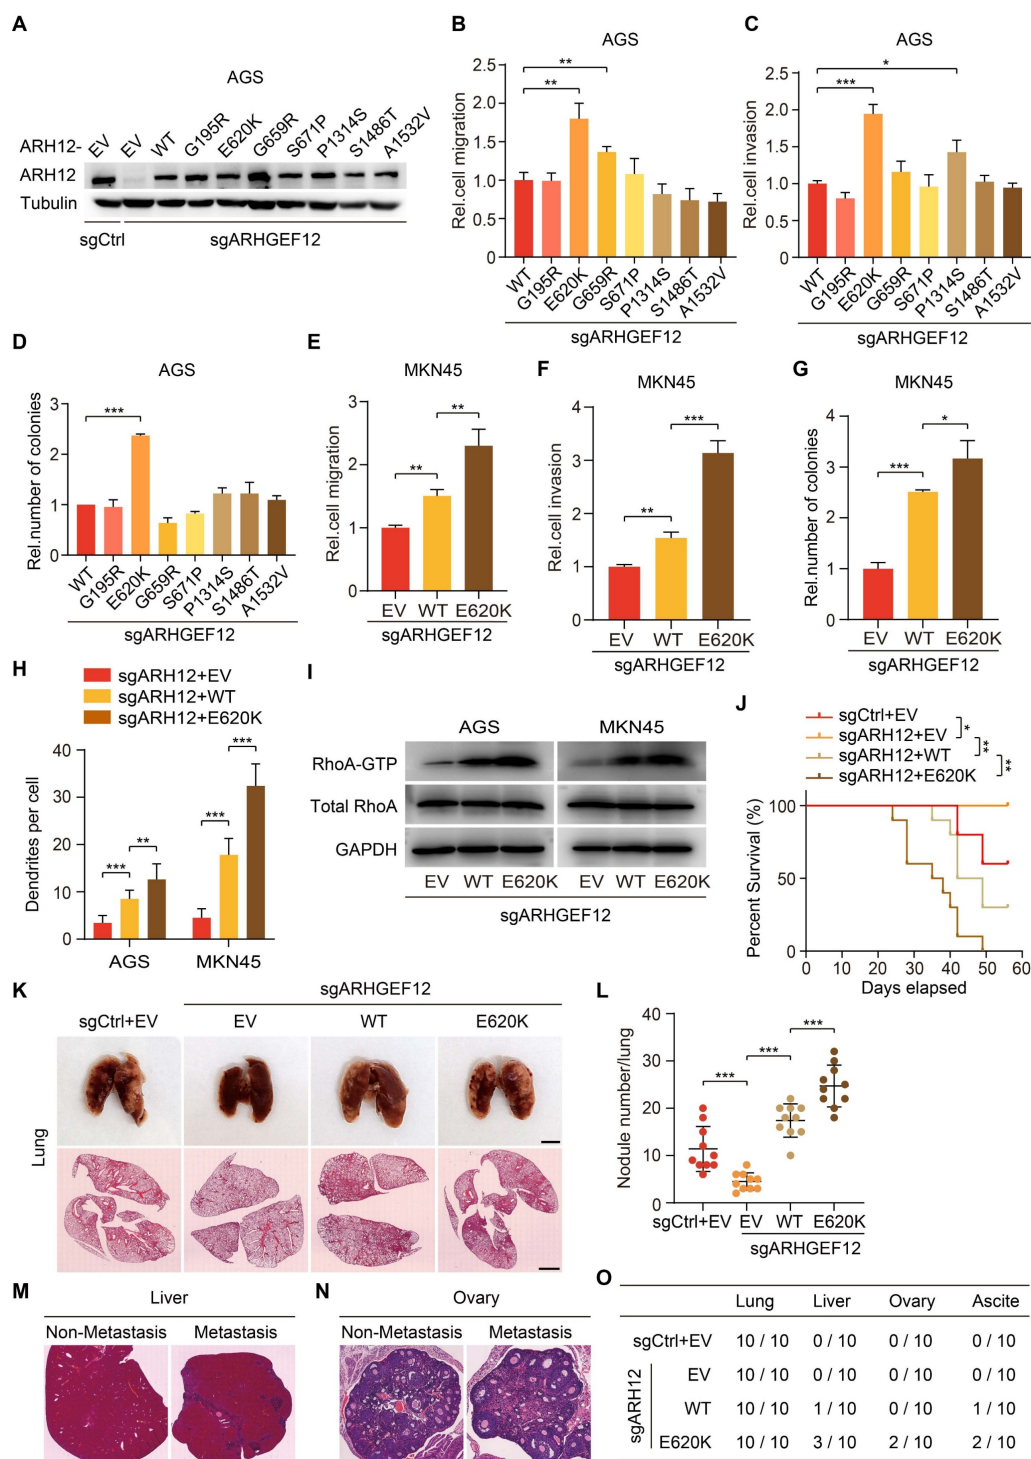 A
AGS
ARH12- EV EV WT G195R E620K G659R S671P P1314S S1486T A1532V
ARH12
Tubulin
sgCtrl sgARHGEF12
B
AGS
Rel.cell migration
2.5
2.0
1.5
1.0
0.5
0
** **
WT G195R E620K G659R S671P P1314S S1486T A1532V
sgARHGEF12
C
AGS
Rel.cell invasion
2.5
2.0
1.5
1.0
0.5
0
* ***
WT G195R E620K G659R S671P P1314S S1486T A1532V
sgARHGEF12
D
AGS
Rel.number of colonies
3
2
1
0
***
WT G195R E620K G659R S671P P1314S S1486T A1532V
sgARHGEF12
E
MKN45
Rel.cell migration
3
2
1
0
** **
EV WT E620K
sgARHGEF12
F
MKN45
Rel.cell invasion
4
3
2
1
0
** ***
EV WT E620K
sgARHGEF12
G
MKN45
Rel.number of colonies
4
3
2
1
0
*** *
EV WT E620K
sgARHGEF12
H
sgARH12+EV
sgARH12+WT
sgARH12+E620K
Dendrites per cell
40
30
20
10
0
*** ** *** ***
AGS MKN45
I
AGS MKN45
RhoA-GTP
Total RhoA
GAPDH
EV WT E620K EV WT E620K
sgARHGEF12
J
sgCtrl+EV
sgARH12+EV
sgARH12+WT
sgARH12+E620K
* ** **
Percent Survival (%)
100
50
0
0 10 20 30 40 50 60
Days elapsed
K
sgARHGEF12
sgCtrl+EV EV WT E620K
Lung
L
Nodule number/lung
40
30
20
10
0
*** *** ***
sgCtrl+EV EV WT E620K
sgARHGEF12
M
Liver
Non-Metastasis Metastasis
N
Ovary
Non-Metastasis Metastasis
O
Lung Liver Ovary Ascite
sgCtrl+EV 10 / 10 0 / 10 0 / 10 0 / 10
sgARH12
EV 10 / 10 0 / 10 0 / 10 0 / 10
WT 10 / 10 1 / 10 0 / 10 1 / 10
E620K 10 / 10 3 / 10 2 / 10 2 / 10